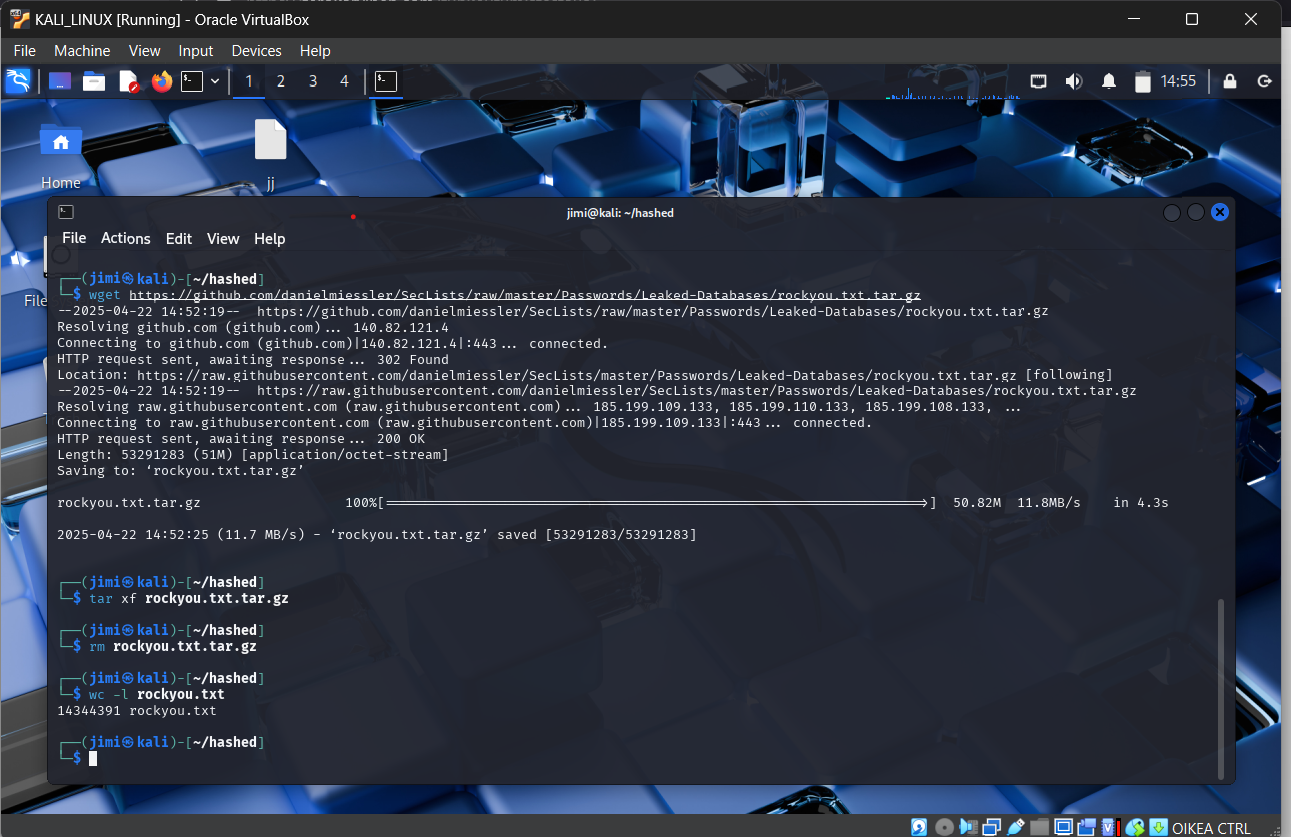 KALI_LINUX [Running] - Oracle VirtualBox
File Machine View Input Devices Help
1 2 3 4 14:55
Home
jj
jimi@kali: ~/hashed
File Actions Edit View Help
File
┌──(jimi㉿kali)-[~/hashed]
└─$ wget https://github.com/danielmiessler/SecLists/raw/master/Passwords/Leaked-Databases/rockyou.txt.tar.gz
--2025-04-22 14:52:19-- https://github.com/danielmiessler/SecLists/raw/master/Passwords/Leaked-Databases/rockyou.txt.tar.gz
Resolving github.com (github.com)... 140.82.121.4
Connecting to github.com (github.com)|140.82.121.4|:443... connected.
HTTP request sent, awaiting response... 302 Found
Location: https://raw.githubusercontent.com/danielmiessler/SecLists/master/Passwords/Leaked-Databases/rockyou.txt.tar.gz [following]
--2025-04-22 14:52:19-- https://raw.githubusercontent.com/danielmiessler/SecLists/master/Passwords/Leaked-Databases/rockyou.txt.tar.gz
Resolving raw.githubusercontent.com (raw.githubusercontent.com)... 185.199.109.133, 185.199.110.133, 185.199.108.133, ...
Connecting to raw.githubusercontent.com (raw.githubusercontent.com)|185.199.109.133|:443... connected.
HTTP request sent, awaiting response... 200 OK
Length: 53291283 (51M) [application/octet-stream]
Saving to: ‘rockyou.txt.tar.gz’
rockyou.txt.tar.gz 100%[===================>] 50.82M 11.8MB/s in 4.3s
2025-04-22 14:52:25 (11.7 MB/s) - ‘rockyou.txt.tar.gz’ saved [53291283/53291283]
┌──(jimi㉿kali)-[~/hashed]
└─$ tar xf rockyou.txt.tar.gz
┌──(jimi㉿kali)-[~/hashed]
└─$ rm rockyou.txt.tar.gz
┌──(jimi㉿kali)-[~/hashed]
└─$ wc -l rockyou.txt
14344391 rockyou.txt
┌──(jimi㉿kali)-[~/hashed]
└─$
OIKEA CTRL